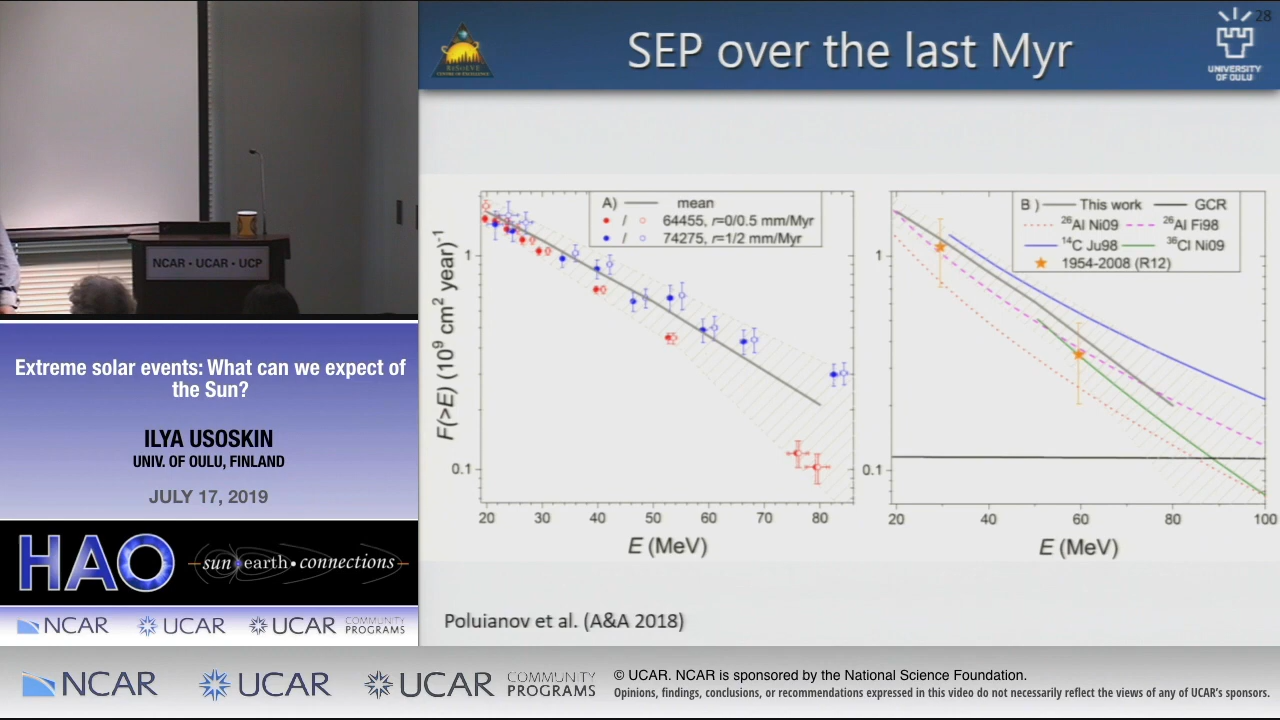 28
SEP over the last Myr
ReSoLVE
CENTRE OF EXCELLENCE
UNIVERSITY
OF OULU
NCAR • UCAR • UCP
Extreme solar events: What can we expect of
the Sun?
ILYA USOSKIN
UNIV. OF OULU, FINLAND
JULY 17, 2019
HAO
sun earth • connections
NCAR UCAR UCAR COMMUNITY
PROGRAMS
F(>E) (10⁹ cm² year)⁻¹
1
0.1
A) mean
/ 64455, r=0/0.5 mm/Myr
/ 74275, r=1/2 mm/Myr
20 30 40 50 60 70 80
E (MeV)
1
0.1
B) This work GCR
²⁶Al Ni09 ²⁶Al Fi98
¹⁴C Ju98 ³⁶Cl Ni09
1954-2008 (R12)
20 40 60 80 100
E (MeV)
Poluianov et al. (A&A 2018)
NCAR UCAR UCAR COMMUNITY
PROGRAMS
© UCAR. NCAR is sponsored by the National Science Foundation.
Opinions, findings, conclusions, or recommendations expressed in this video do not necessarily reflect the views of any of UCAR's sponsors.